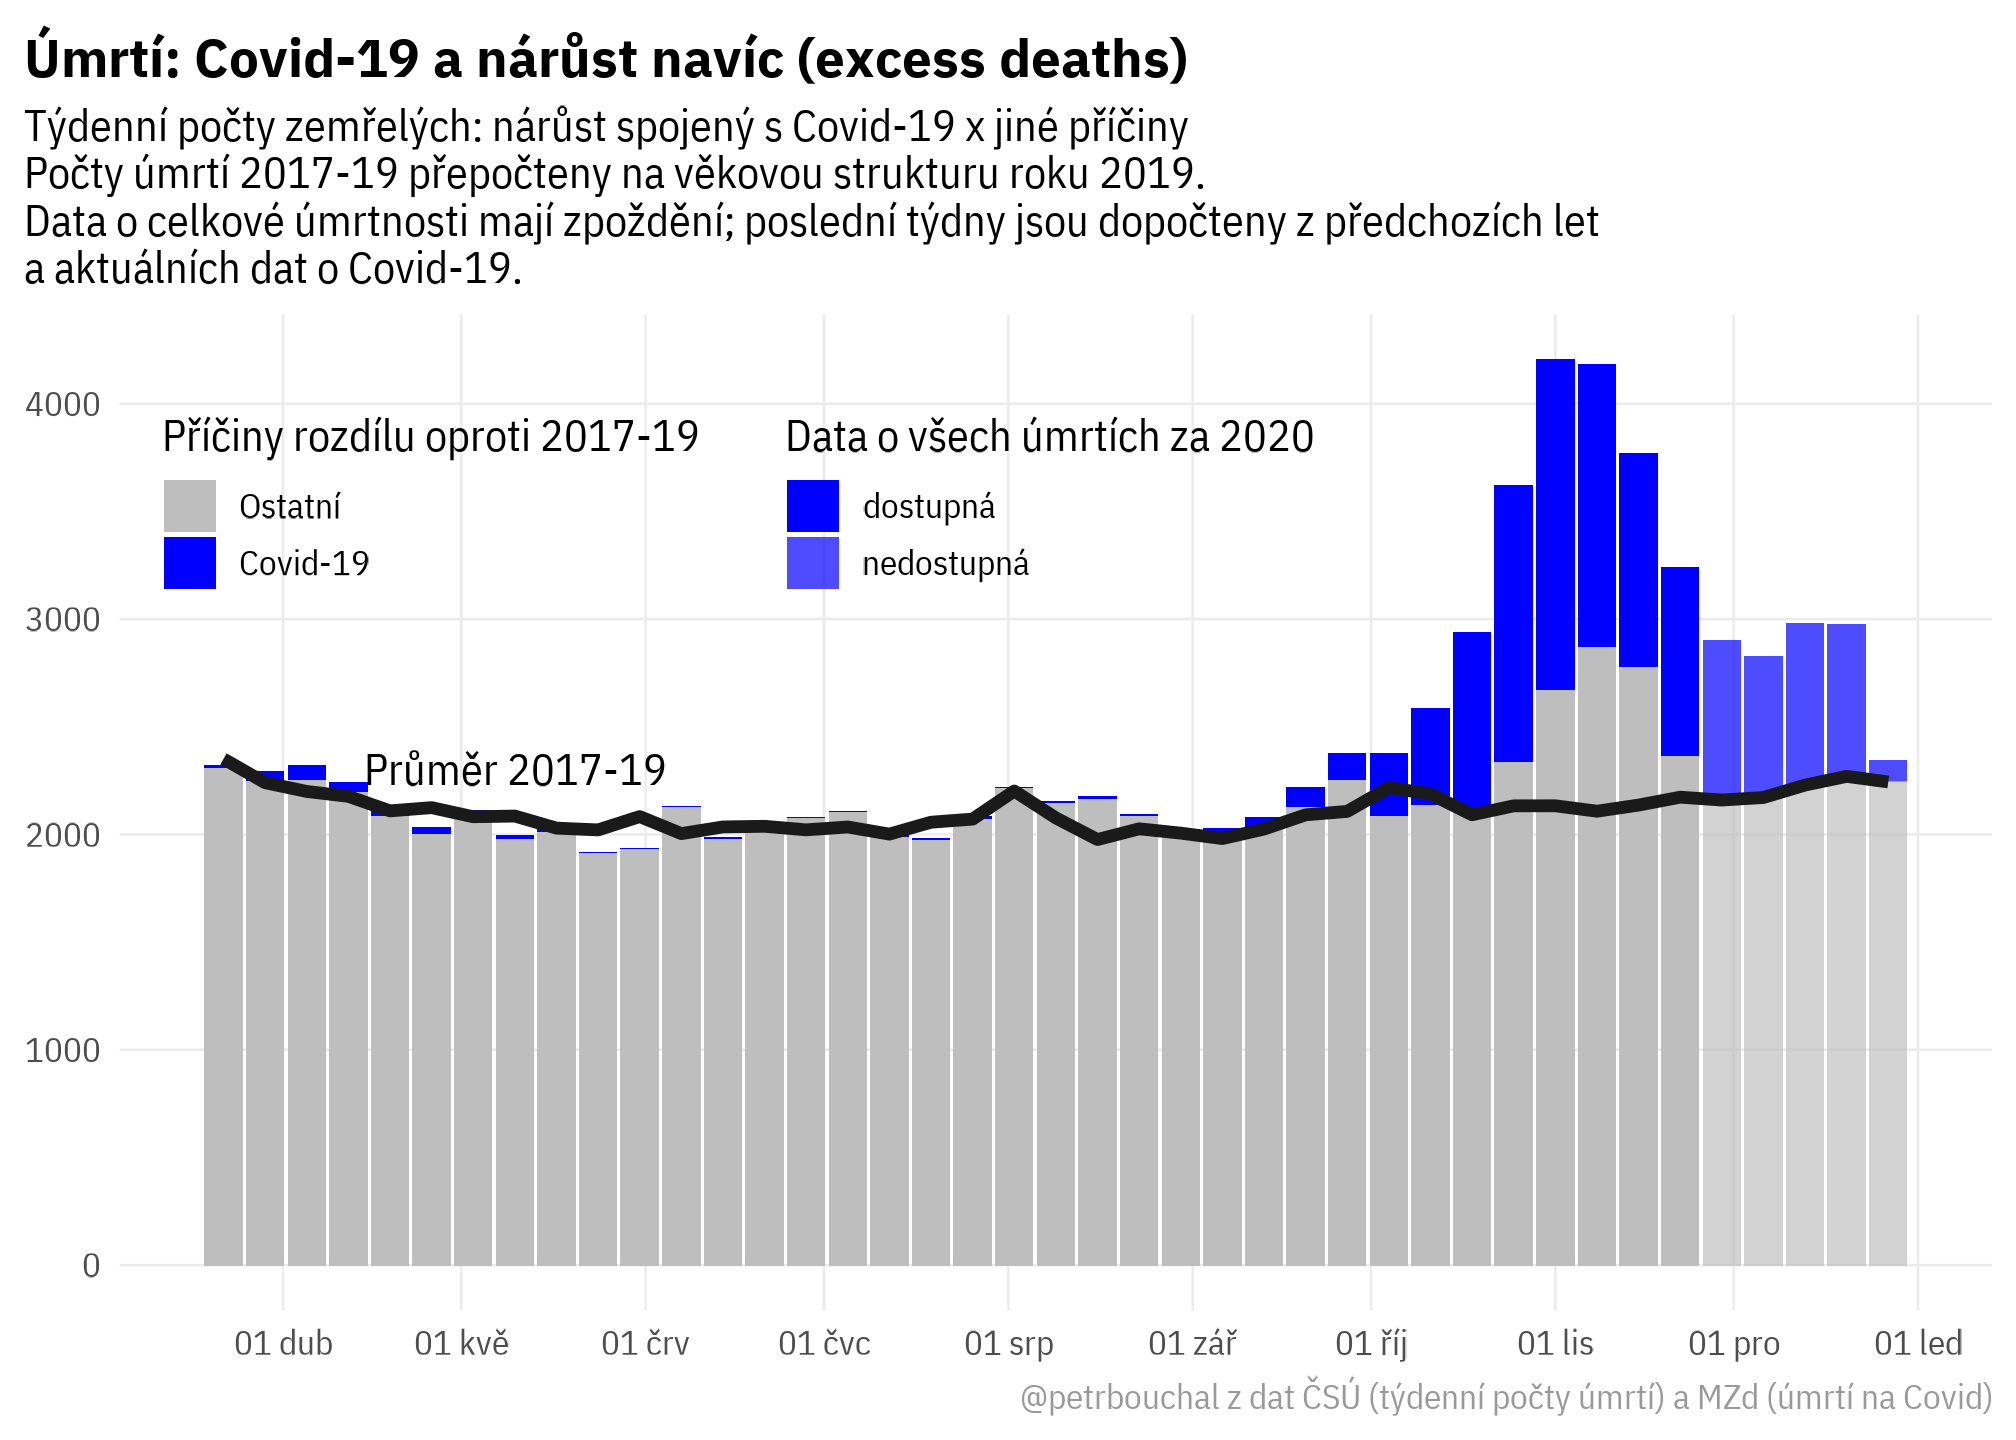 Úmrtí: Covid-19 a nárůst navíc (excess deaths)
Týdenní počty zemřelých: nárůst spojený s Covid-19 x jiné příčiny
Počty úmrtí 2017-19 přepočteny na věkovou strukturu roku 2019.
Data o celkové úmrtnosti mají zpoždění; poslední týdny jsou dopočteny z předchozích let
a aktuálních dat o Covid-19.
4000
Příčiny rozdílu oproti 2017-19
Ostatní
Covid-19
Data o všech úmrtích za 2020
dostupná
nedostupná
3000
Průměr 2017-19
2000
1000
0
01 dub 01 kvě 01 črv 01 čvc 01 srp 01 zář 01 říj 01 lis 01 pro 01 led
@petrbouchal z dat ČSÚ (týdenní počty úmrtí) a MZd (úmrtí na Covid)